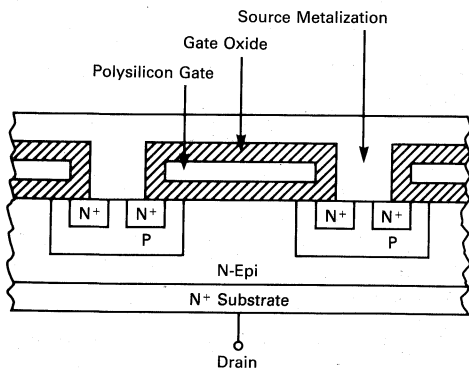 Source Metalization
Gate Oxide
Polysilicon Gate
N+ N+ N+ N+
P P
N-Epi
N+ Substrate
Drain